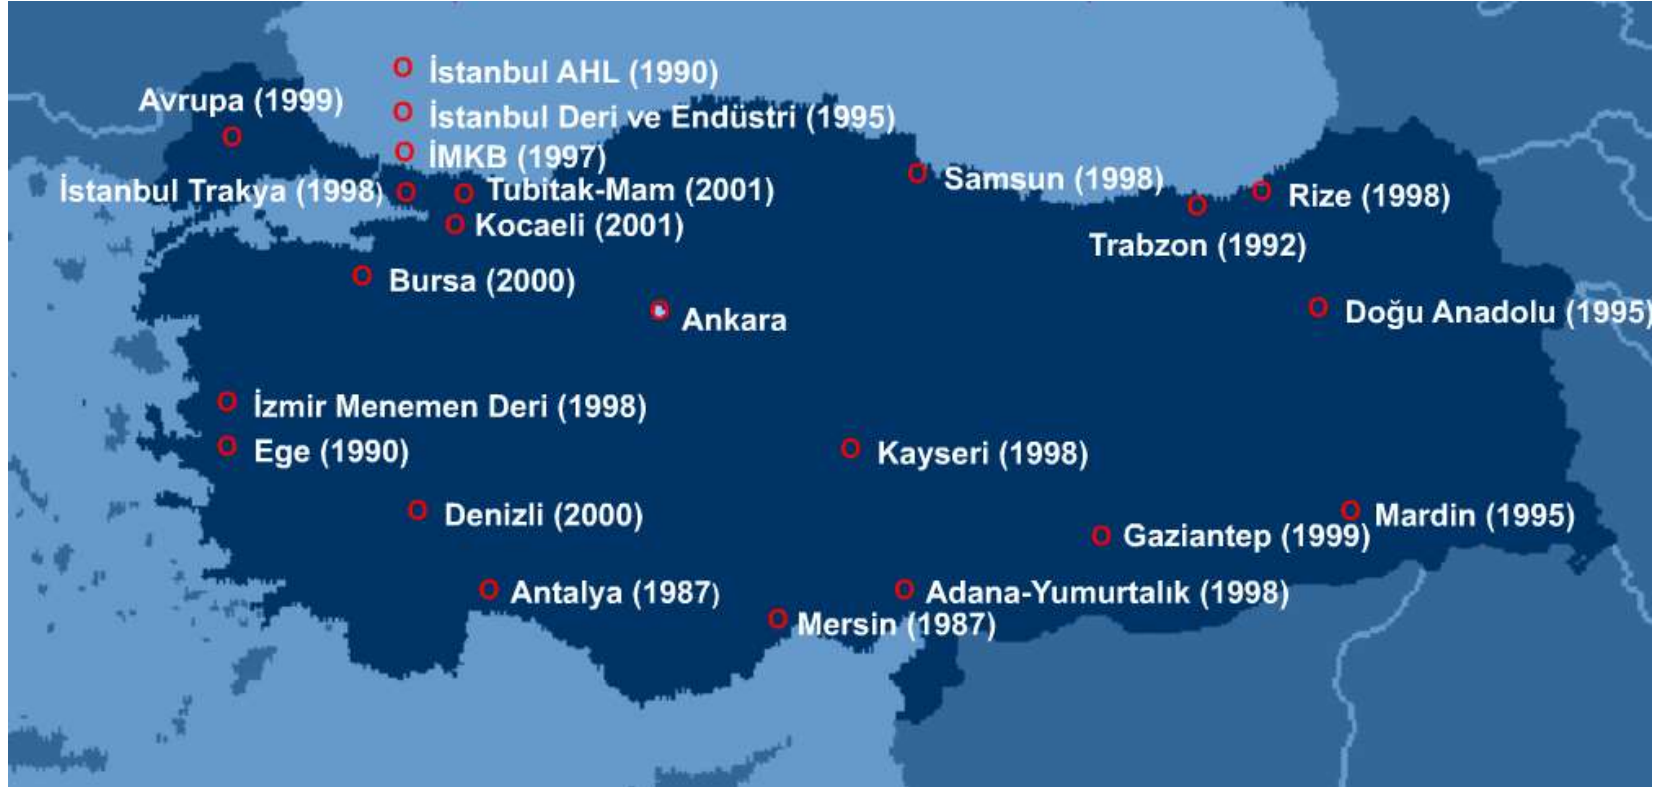 İstanbul AHL (1990)
Avrupa (1999)
İstanbul Deri ve Endüstri (1995)
İMKB (1997)
İstanbul Trakya (1998)
Tubitak-Mam (2001)
Samsun (1998)
Rize (1998)
Kocaeli (2001)
Trabzon (1992)
Bursa (2000)
Ankara
Doğu Anadolu (1995)
İzmir Menemen Deri (1998)
Ege (1990)
Kayseri (1998)
Denizli (2000)
Mardin (1995)
Gaziantep (1999)
Antalya (1987)
Adana-Yumurtalık (1998)
Mersin (1987)